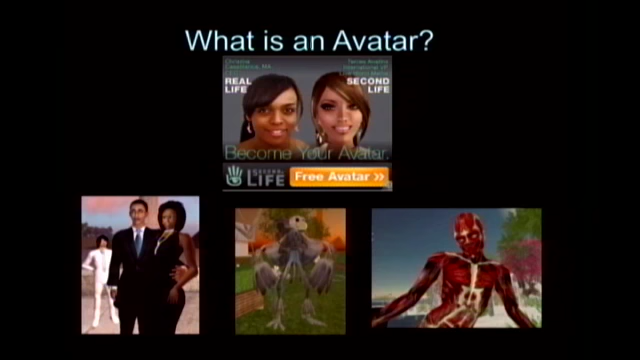 What is an Avatar?
REAL
LIFE
SECOND
LIFE
Become Your Avatar.
SECOND
LIFE
Free Avatar >>